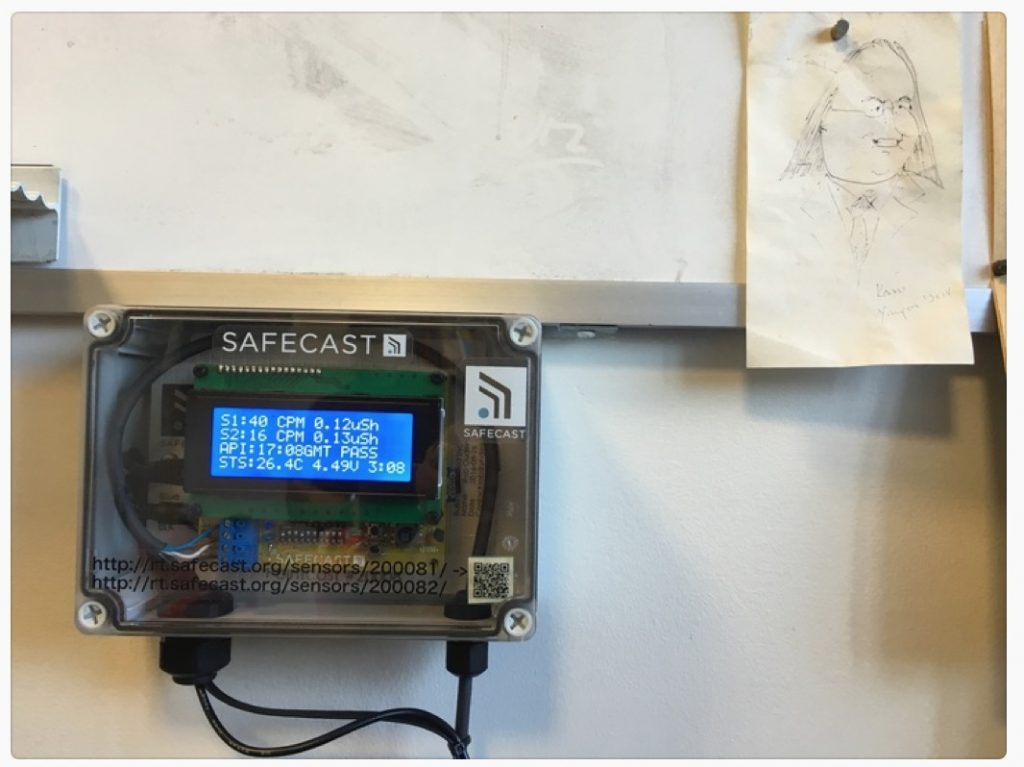 SAFECAST
S1:40 CPM 0.12uSh
S2:16 CPM 0.13uSh
API:17:08GMT PASS
STS:26.4C 4.49V 3:08
SAFECAST
SAFECAST
http://rt.safecast.org/sensors/200081/ ->
http://rt.safecast.org/sensors/200082/